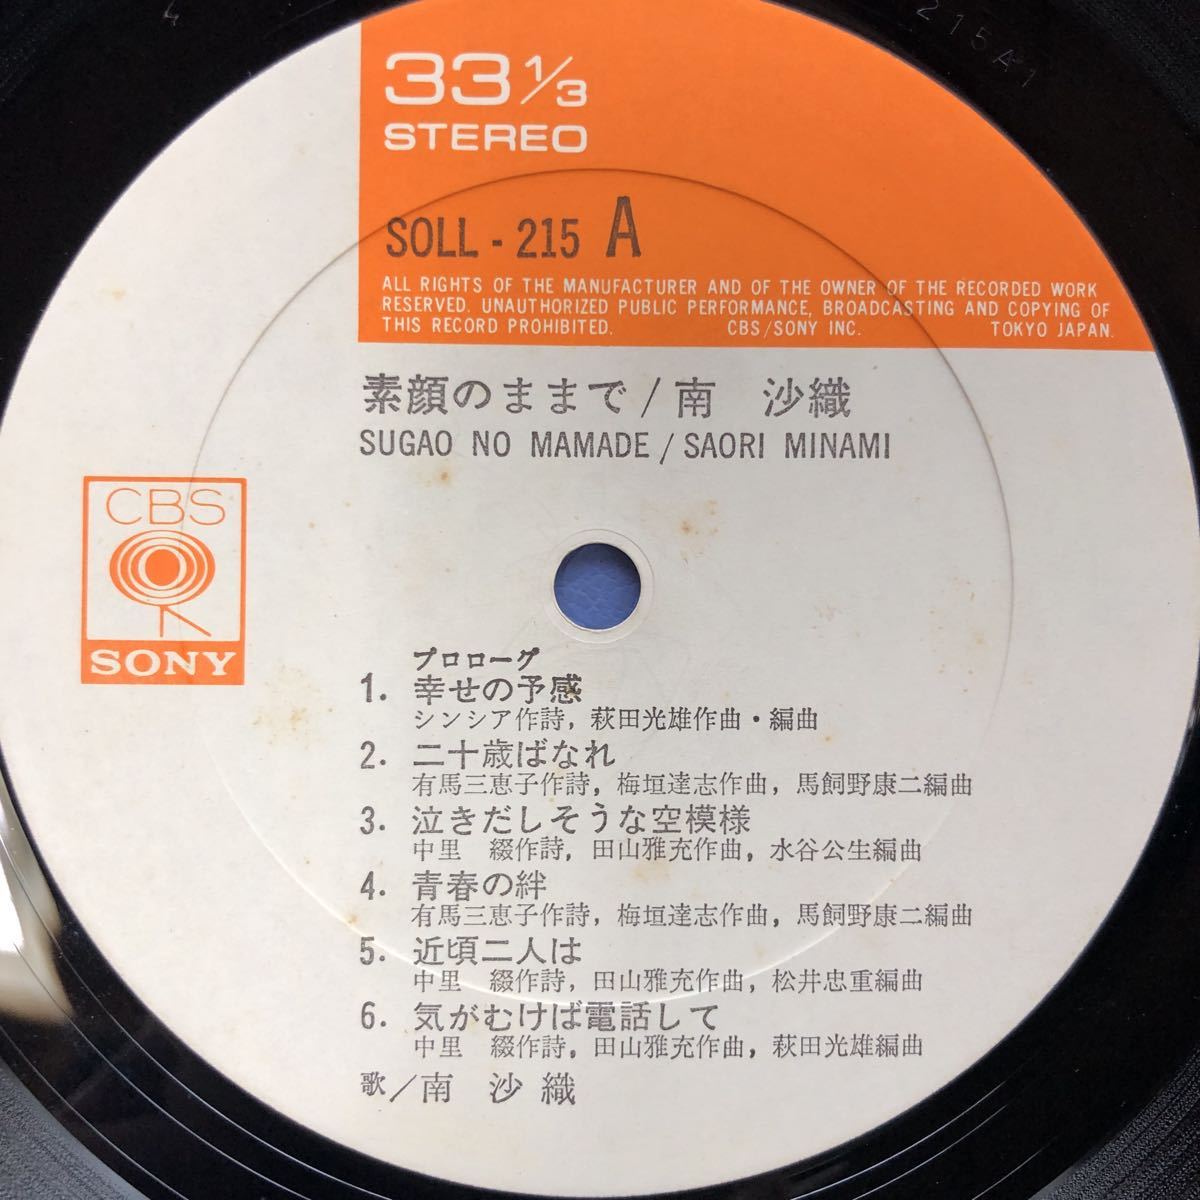 33 1/3
STEREO
SOLL - 215 A
ALL RIGHTS OF THE MANUFACTURER AND OF THE OWNER OF THE RECORDED WORK
RESERVED. UNAUTHORIZED PUBLIC PERFORMANCE, BROADCASTING AND COPYING OF
THIS RECORD PROHIBITED. CBS/SONY INC. TOKYO JAPAN.
素顔のままで/南 沙織
SUGAO NO MAMADE/SAORI MINAMI
CBS
SONY
プロローグ
1. 幸せの予感
シンシア作詩, 萩田光雄作曲・編曲
2. 二十歳ばなれ
有馬三恵子作詩, 梅垣達志作曲, 馬飼野康二編曲
3. 泣きだしそうな空模様
中里 綴作詩, 田山雅充作曲, 水谷公生編曲
4. 青春の絆
有馬三恵子作詩, 梅垣達志作曲, 馬飼野康二編曲
5. 近頃二人は
中里 綴作詩, 田山雅充作曲, 松井忠重編曲
6. 気がむけば電話して
中里 綴作詩, 田山雅充作曲, 萩田光雄編曲
歌/南 沙織
215A1
4